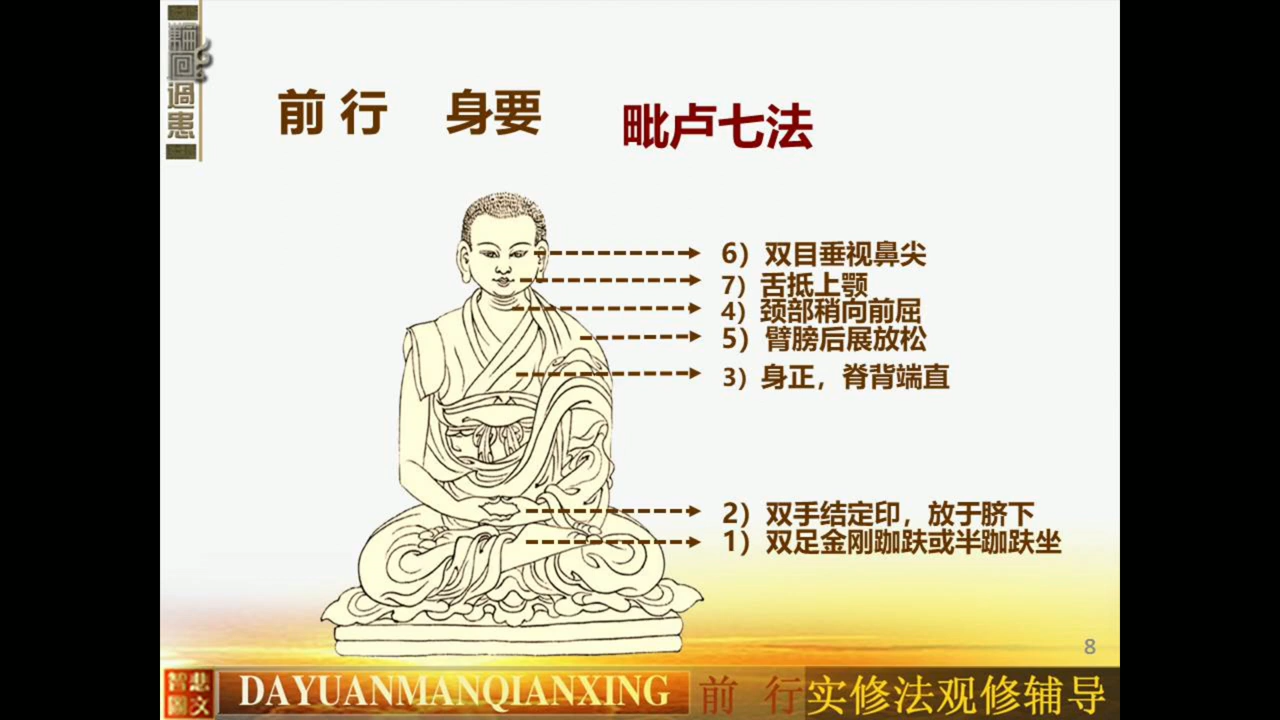 輪回過患
前行 身要 毗卢七法
6）双目垂视鼻尖
7）舌抵上颚
4）颈部稍向前屈
5）臂膀后展放松
3）身正，脊背端直
2）双手结定印，放于脐下
1）双足金刚跏趺或半跏趺坐
8
DAYUANMANQIANXING 前 行 实修法观修辅导